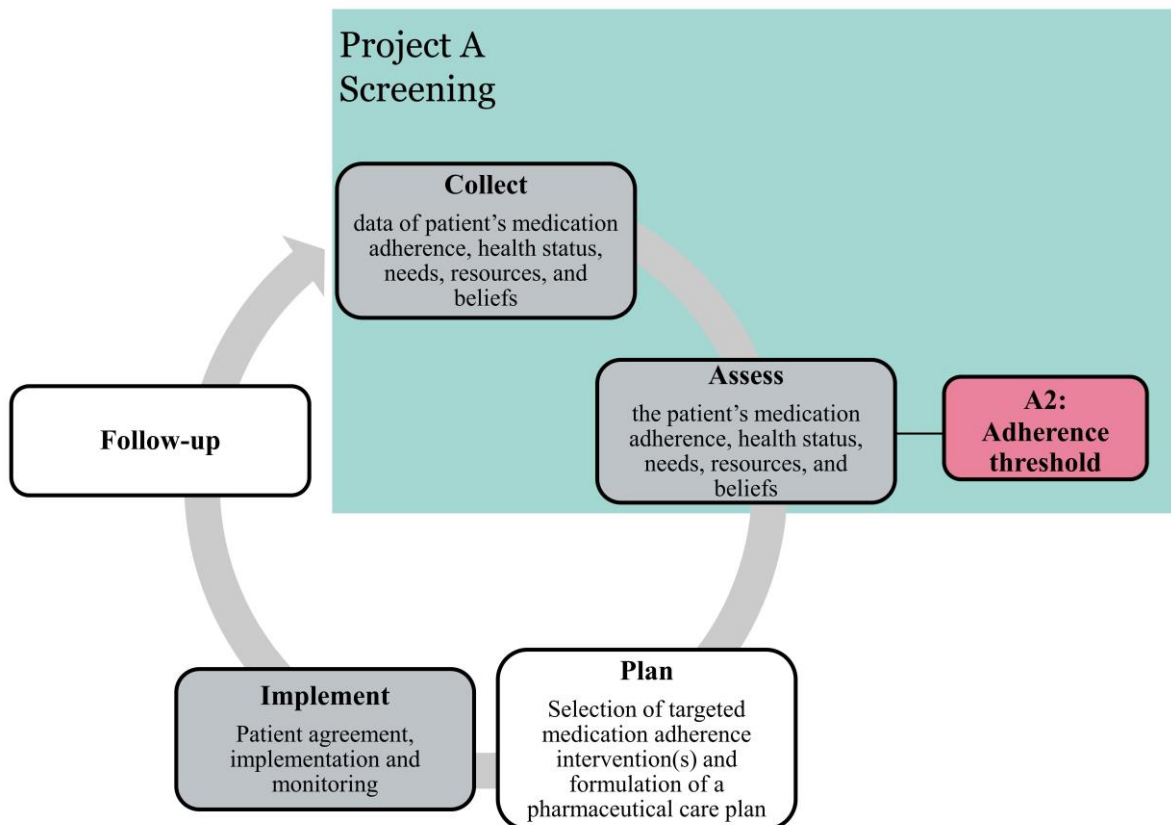 Project A
Screening
Collect
data of patient’s medication
adherence, health status,
needs, resources, and
beliefs
Assess
the patient’s medication
adherence, health status,
needs, resources, and
beliefs
A2:
Adherence
threshold
Follow-up
Plan
Selection of targeted
medication adherence
intervention(s) and
formulation of a
pharmaceutical care plan
Implement
Patient agreement,
implementation and
monitoring